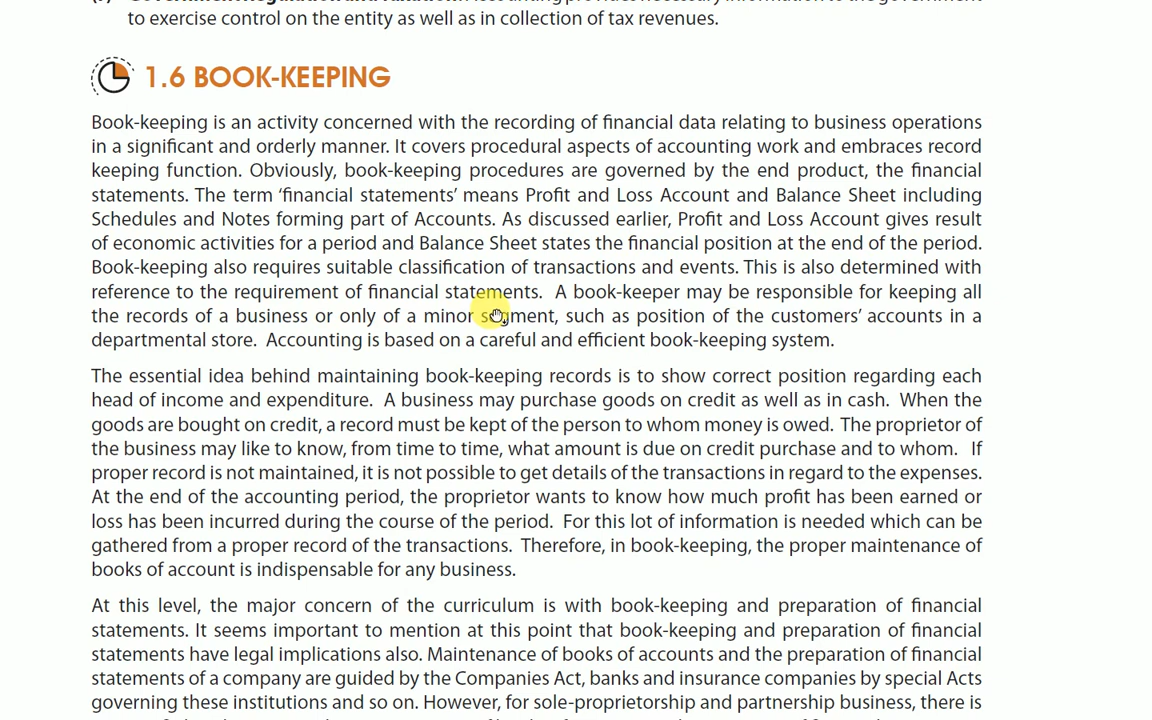 to exercise control on the entity as well as in collection of tax revenues.
1.6 BOOK-KEEPING
Book-keeping is an activity concerned with the recording of financial data relating to business operations
in a significant and orderly manner. It covers procedural aspects of accounting work and embraces record
keeping function. Obviously, book-keeping procedures are governed by the end product, the financial
statements. The term ‘financial statements’ means Profit and Loss Account and Balance Sheet including
Schedules and Notes forming part of Accounts. As discussed earlier, Profit and Loss Account gives result
of economic activities for a period and Balance Sheet states the financial position at the end of the period.
Book-keeping also requires suitable classification of transactions and events. This is also determined with
reference to the requirement of financial statements. A book-keeper may be responsible for keeping all
the records of a business or only of a minor segment, such as position of the customers’ accounts in a
departmental store. Accounting is based on a careful and efficient book-keeping system.
The essential idea behind maintaining book-keeping records is to show correct position regarding each
head of income and expenditure. A business may purchase goods on credit as well as in cash. When the
goods are bought on credit, a record must be kept of the person to whom money is owed. The proprietor of
the business may like to know, from time to time, what amount is due on credit purchase and to whom. If
proper record is not maintained, it is not possible to get details of the transactions in regard to the expenses.
At the end of the accounting period, the proprietor wants to know how much profit has been earned or
loss has been incurred during the course of the period. For this lot of information is needed which can be
gathered from a proper record of the transactions. Therefore, in book-keeping, the proper maintenance of
books of account is indispensable for any business.
At this level, the major concern of the curriculum is with book-keeping and preparation of financial
statements. It seems important to mention at this point that book-keeping and preparation of financial
statements have legal implications also. Maintenance of books of accounts and the preparation of financial
statements of a company are guided by the Companies Act, banks and insurance companies by special Acts
governing these institutions and so on. However, for sole-proprietorship and partnership business, there is